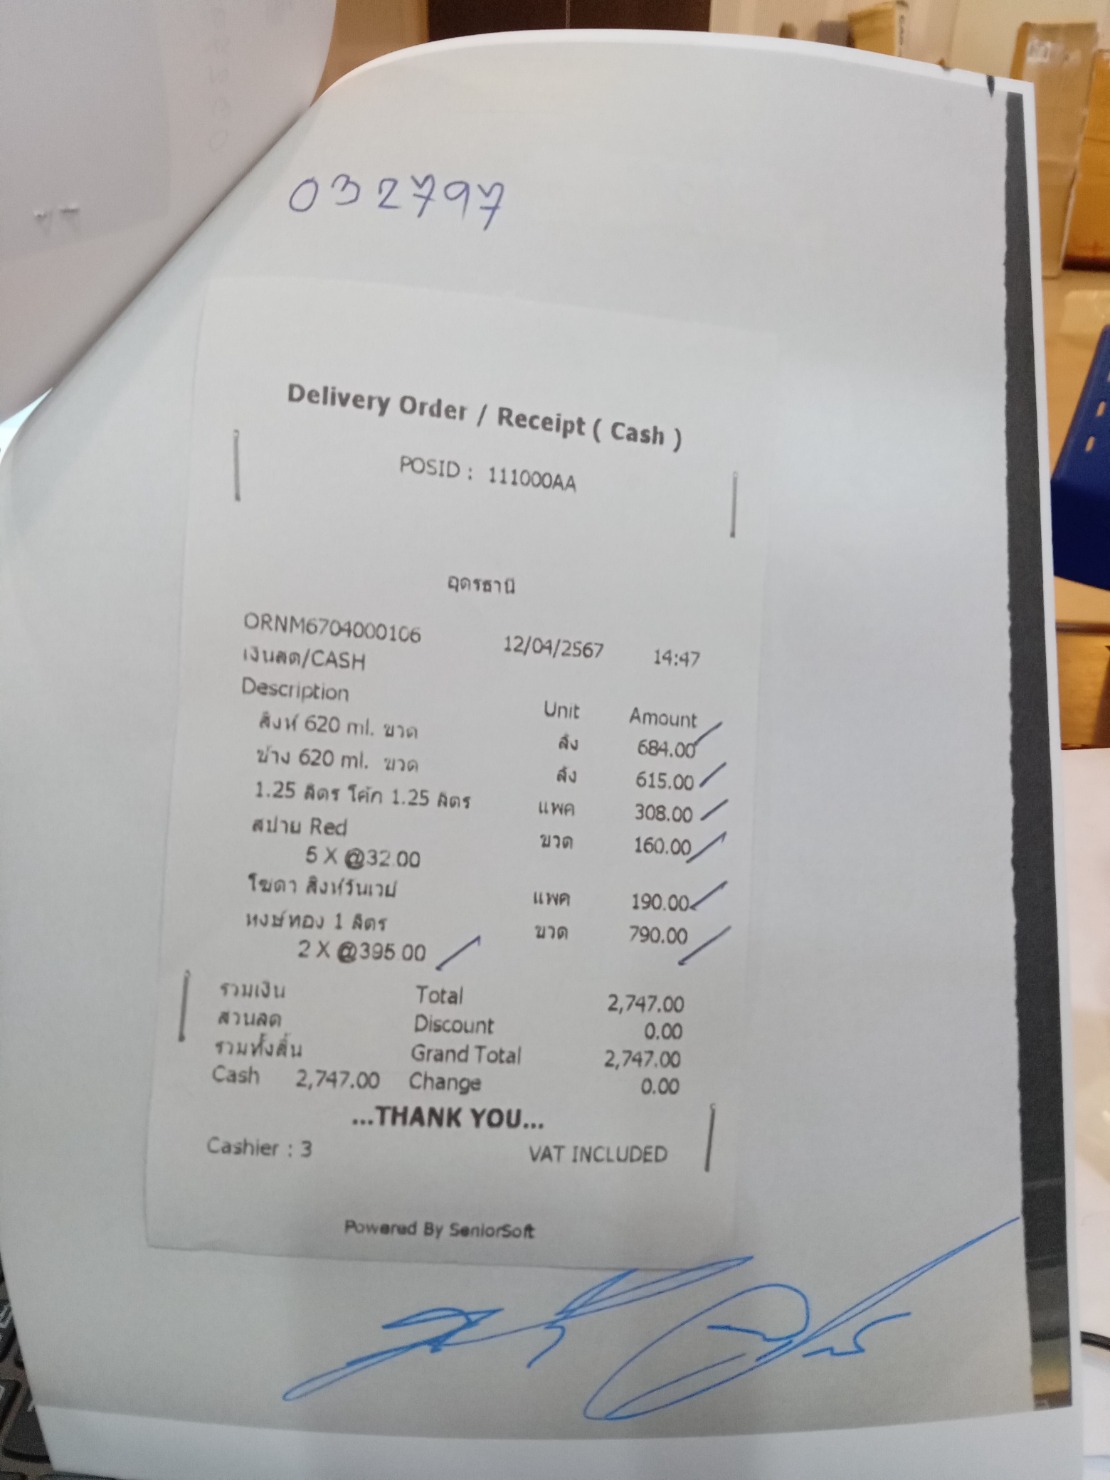 032797
Delivery Order / Receipt ( Cash )
POSID : 111000AA
อุดรธานี
ORNM6704000106 12/04/2567 14:47
เงินสด/CASH
Description Unit Amount
สิงห์ 620 ml. ขวด ลัง 684.00
ช้าง 620 ml. ขวด ลัง 615.00
1.25 ลิตร โค๊ก 1.25 ลิตร แพค 308.00
สปาย Red ขวด 160.00
5 X @32.00
โซดา สิงห์วันเวย์ แพค 190.00
หงษ์ทอง 1 ลิตร ขวด 790.00
2 X @395.00
รวมเงิน Total 2,747.00
ส่วนลด Discount 0.00
รวมทั้งสิ้น Grand Total 2,747.00
Cash 2,747.00 Change 0.00
...THANK YOU...
Cashier : 3 VAT INCLUDED
Powered By SeniorSoft